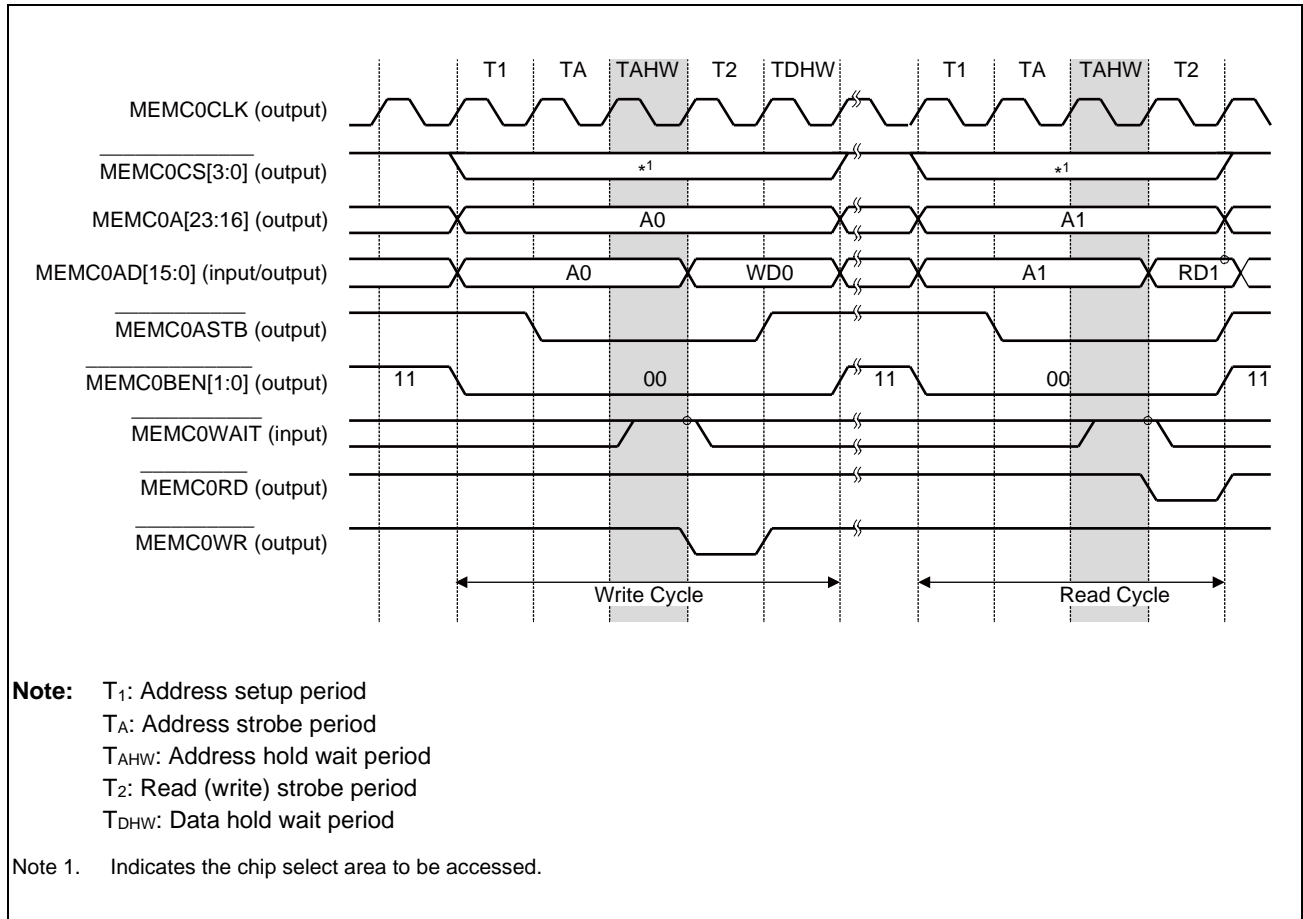 T1 TA TAHW T2 TDHW T1 TA TAHW T2
MEMC0CLK (output)
MEMC0CS[3:0] (output) *1 *1
MEMC0A[23:16] (output) A0 A1
MEMC0AD[15:0] (input/output) A0 WD0 A1 RD1
MEMC0ASTB (output)
MEMC0BEN[1:0] (output) 11 00 11 00 11
MEMC0WAIT (input)
MEMC0RD (output)
MEMC0WR (output)
Write Cycle Read Cycle
Note: T1: Address setup period
TA: Address strobe period
TAHW: Address hold wait period
T2: Read (write) strobe period
TDHW: Data hold wait period
Note 1. Indicates the chip select area to be accessed.